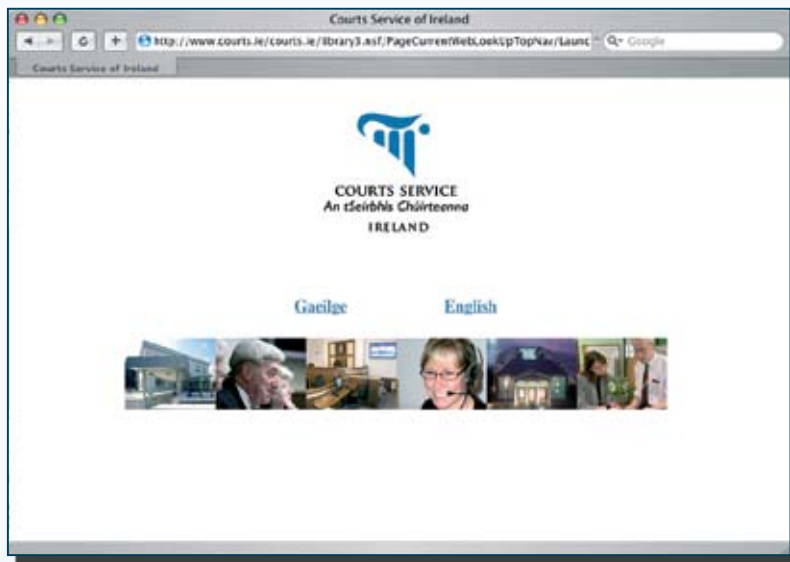 Courts Service of Ireland
http://www.courts.ie/courts.ie/library3.nsf/PageCurrentWebLookUpTopNav/Launc
Google
Courts Service of Ireland
COURTS SERVICE
An tSeirbhís Chúirteanna
IRELAND
Gaeilge English